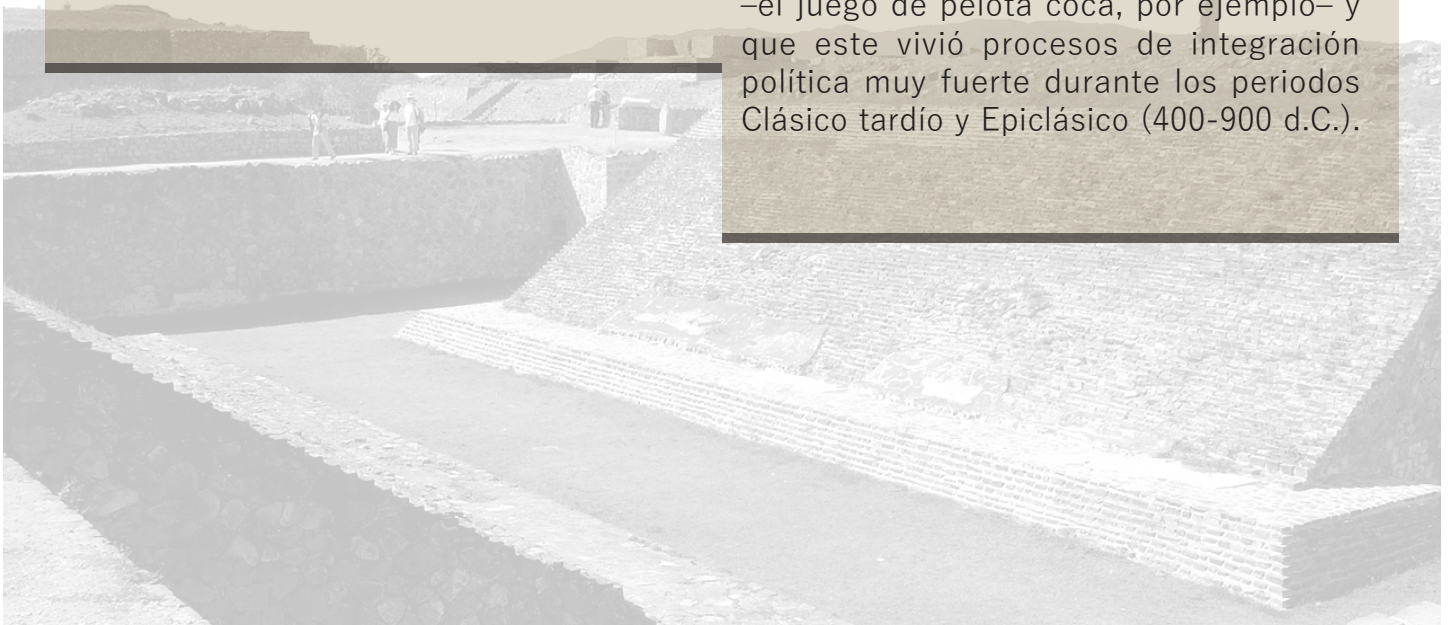 –el juego de pelota coca, por ejemplo– y
que este vivió procesos de integración
política muy fuerte durante los periodos
Clásico tardío y Epiclásico (400-900 d.C.).